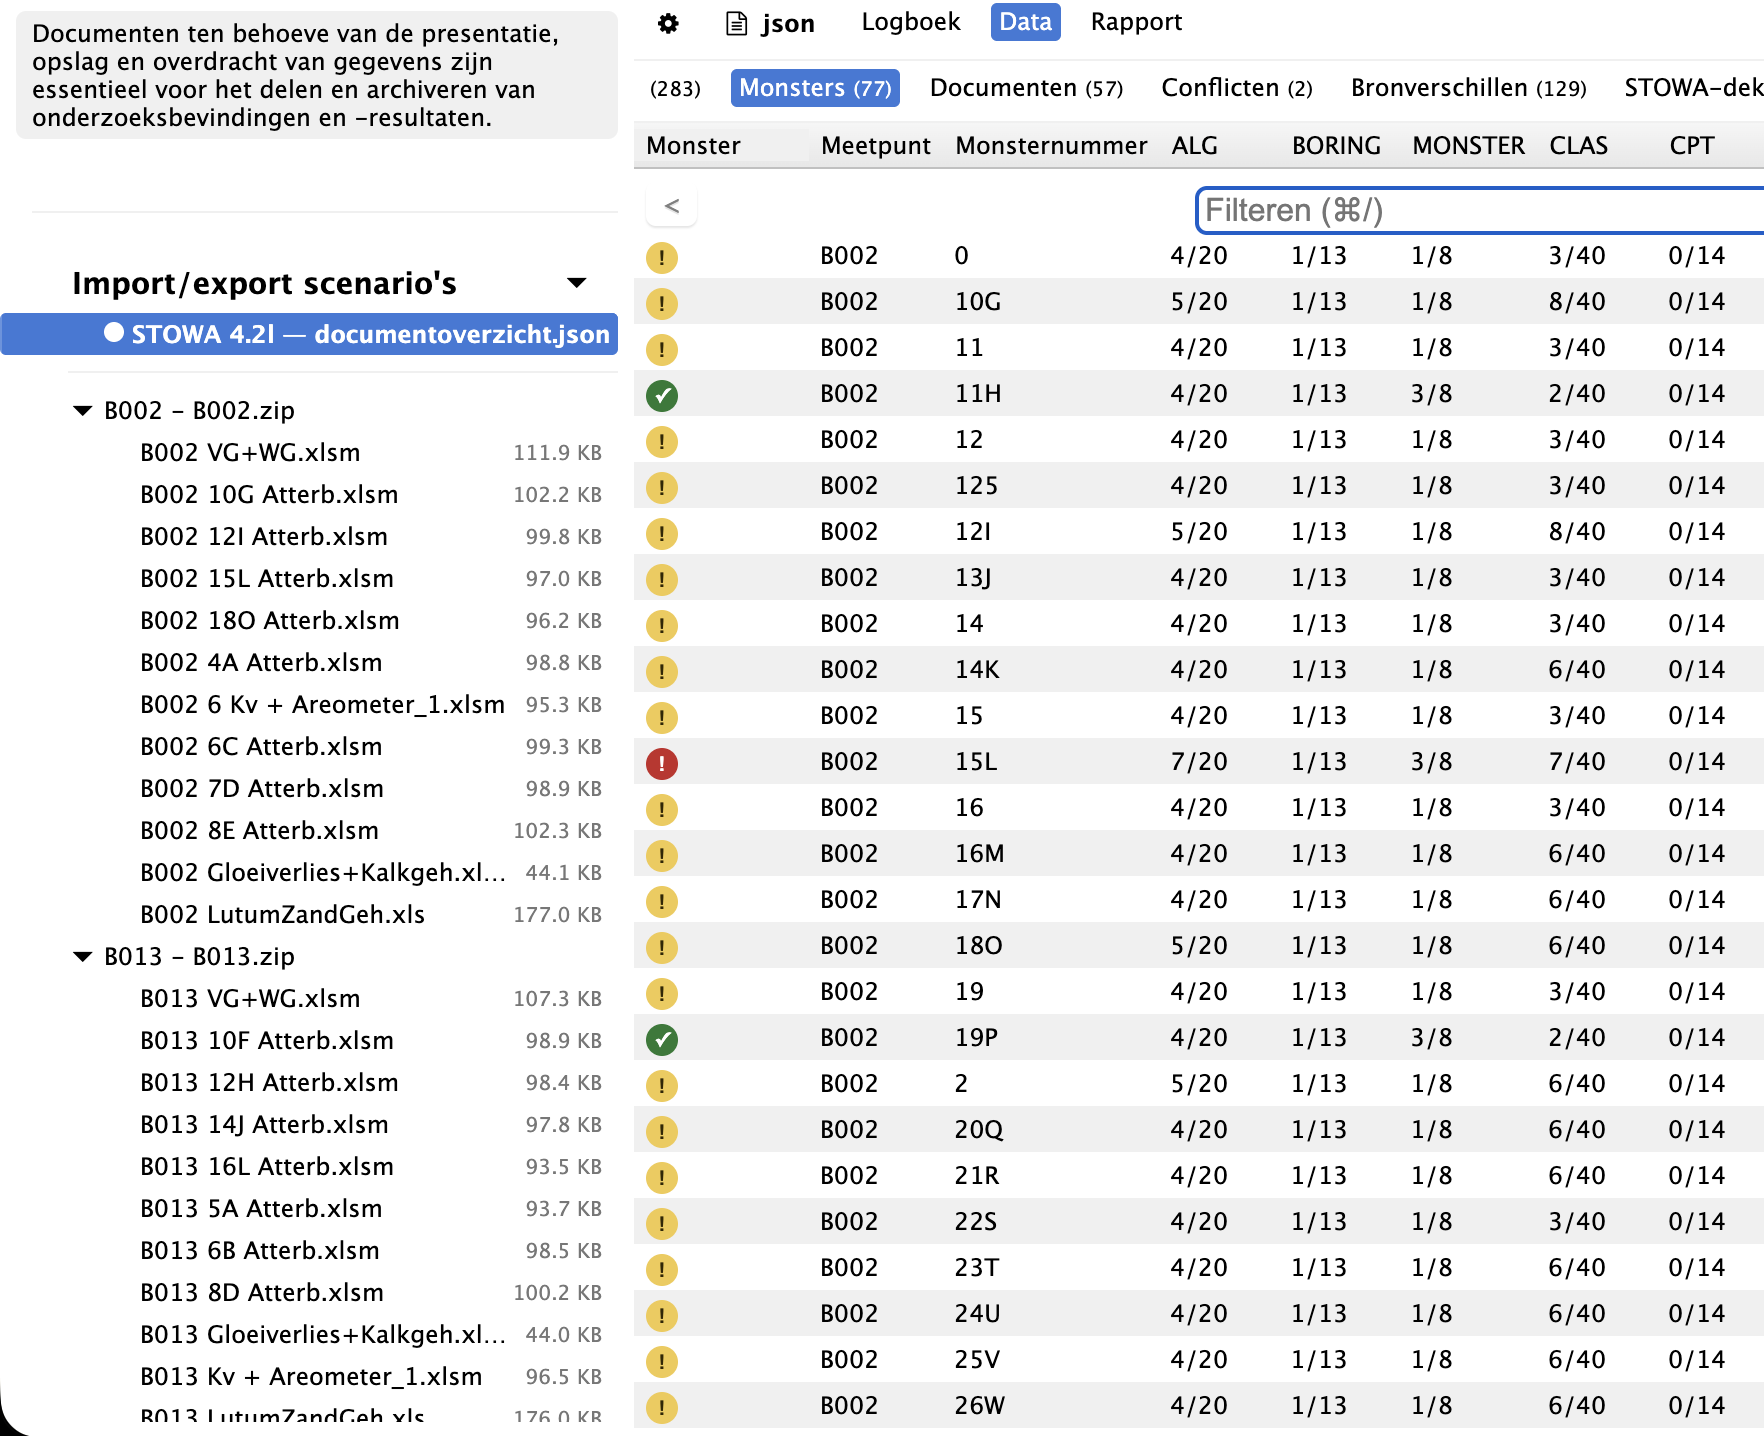 Documenten ten behoeve van de presentatie,
opslag en overdracht van gegevens zijn
essentieel voor het delen en archiveren van
onderzoeksbevindingen en -resultaten.
Import/export scenario's
STOWA 4.2l — documentoverzicht.json
B002 – B002.zip
B002 VG+WG.xlsm 111.9 KB
B002 10G Atterb.xlsm 102.2 KB
B002 12I Atterb.xlsm 99.8 KB
B002 15L Atterb.xlsm 97.0 KB
B002 18O Atterb.xlsm 96.2 KB
B002 4A Atterb.xlsm 98.8 KB
B002 6 Kv + Areometer_1.xlsm 95.3 KB
B002 6C Atterb.xlsm 99.3 KB
B002 7D Atterb.xlsm 98.9 KB
B002 8E Atterb.xlsm 102.3 KB
B002 Gloeiverlies+Kalkgeh.xl... 44.1 KB
B002 LutumZandGeh.xls 177.0 KB
B013 – B013.zip
B013 VG+WG.xlsm 107.3 KB
B013 10F Atterb.xlsm 98.9 KB
B013 12H Atterb.xlsm 98.4 KB
B013 14J Atterb.xlsm 97.8 KB
B013 16L Atterb.xlsm 93.5 KB
B013 5A Atterb.xlsm 93.7 KB
B013 6B Atterb.xlsm 98.5 KB
B013 8D Atterb.xlsm 100.2 KB
B013 Gloeiverlies+Kalkgeh.xl... 44.0 KB
B013 Kv + Areometer_1.xlsm 96.5 KB
B013 LutumZandGeh.xls 176.0 KB
json Logboek Data Rapport
(283) Monsters (77) Documenten (57) Conflicten (2) Bronverschillen (129) STOWA-dek
Monster Meetpunt Monsternummer ALG BORING MONSTER CLAS CPT
< Filteren (⌘/)
! B002 0 4/20 1/13 1/8 3/40 0/14
! B002 10G 5/20 1/13 1/8 8/40 0/14
! B002 11 4/20 1/13 1/8 3/40 0/14
✓ B002 11H 4/20 1/13 3/8 2/40 0/14
! B002 12 4/20 1/13 1/8 3/40 0/14
! B002 125 4/20 1/13 1/8 3/40 0/14
! B002 12I 5/20 1/13 1/8 8/40 0/14
! B002 13J 4/20 1/13 1/8 3/40 0/14
! B002 14 4/20 1/13 1/8 3/40 0/14
! B002 14K 4/20 1/13 1/8 6/40 0/14
! B002 15 4/20 1/13 1/8 3/40 0/14
! B002 15L 7/20 1/13 3/8 7/40 0/14
! B002 16 4/20 1/13 1/8 3/40 0/14
! B002 16M 4/20 1/13 1/8 6/40 0/14
! B002 17N 4/20 1/13 1/8 6/40 0/14
! B002 18O 5/20 1/13 1/8 6/40 0/14
! B002 19 4/20 1/13 1/8 3/40 0/14
✓ B002 19P 4/20 1/13 3/8 2/40 0/14
! B002 2 5/20 1/13 1/8 6/40 0/14
! B002 20Q 4/20 1/13 1/8 6/40 0/14
! B002 21R 4/20 1/13 1/8 6/40 0/14
! B002 22S 4/20 1/13 1/8 3/40 0/14
! B002 23T 4/20 1/13 1/8 6/40 0/14
! B002 24U 4/20 1/13 1/8 6/40 0/14
! B002 25V 4/20 1/13 1/8 6/40 0/14
! B002 26W 4/20 1/13 1/8 6/40 0/14